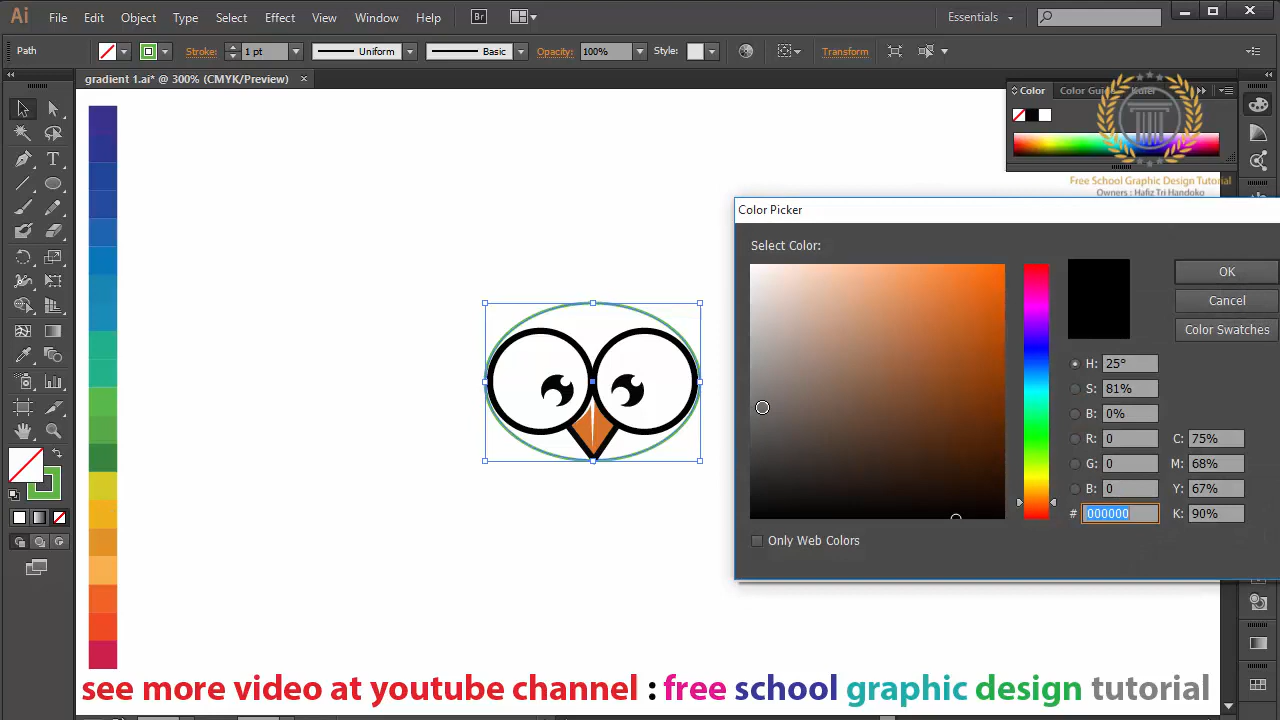 Ai File Edit Object Type Select Effect View Window Help Br Essentials
Path Stroke: 1 pt Uniform Basic Opacity: 100% Style: Transform
gradient 1.ai* @ 300% (CMYK/Preview) ×
Color Color Guide Kuler
Free School Graphic Design Tutorial
Owners : Hafiz Tri Handoko
Color Picker
Select Color:
OK
Cancel
Color Swatches
H: 25°
S: 81%
B: 0%
R: 0 C: 75%
G: 0 M: 68%
B: 0 Y: 67%
# 000000 K: 90%
Only Web Colors
see more video at youtube channel : free school graphic design tutorial